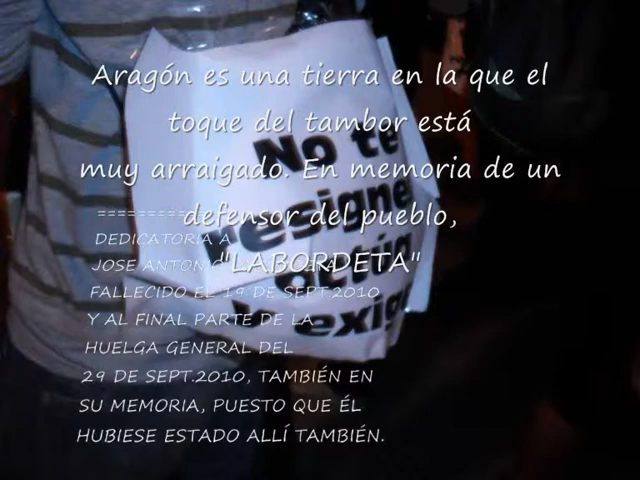 Aragón es una tierra en la que el
toque del tambor está
muy arraigado. En memoria de un
defensor del pueblo,
"LABORDETA"
==========
DEDICATORIA A
JOSE ANTONIO
FALLECIDO EL 19 DE SEPT.2010
Y AL FINAL PARTE DE LA
HUELGA GENERAL DEL
29 DE SEPT.2010, TAMBIÉN EN
SU MEMORIA, PUESTO QUE ÉL
HUBIESE ESTADO ALLÍ TAMBIÉN.
No te
resigne
exig